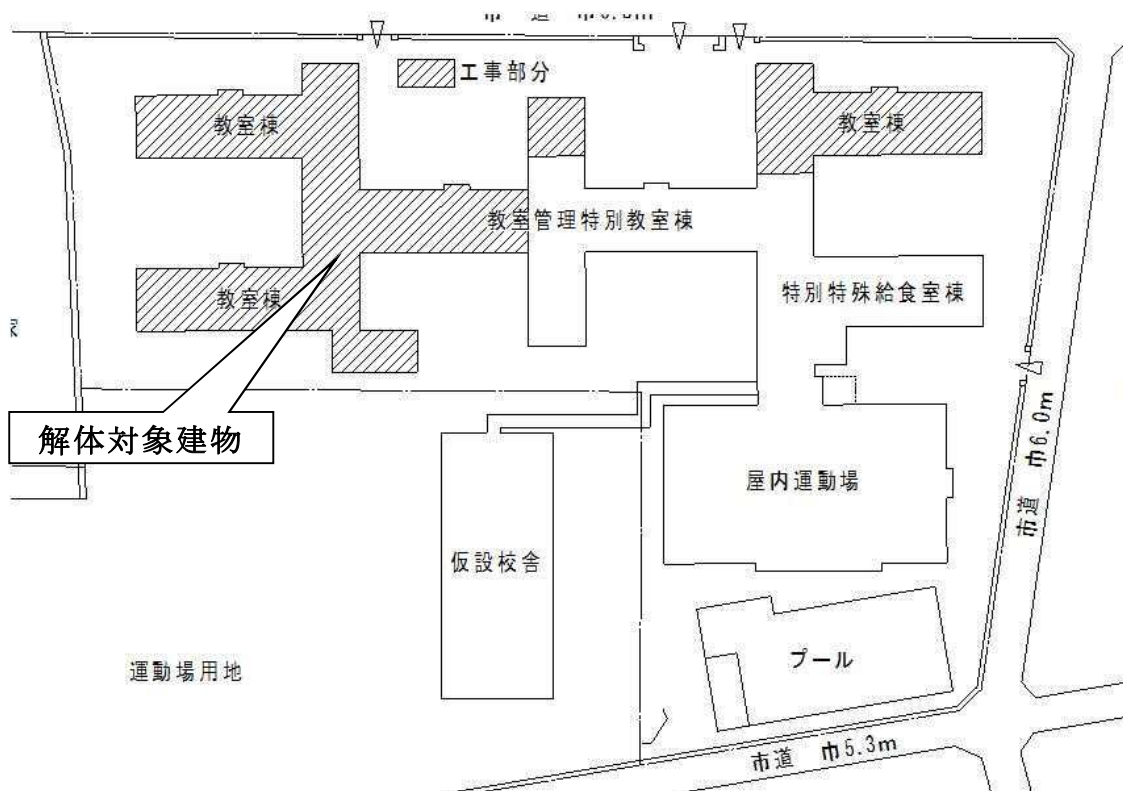 市 道
工事部分
教室棟
教室棟
教室管理特別教室棟
教室棟
特別特殊給食室棟
解体対象建物
市道 巾6.0m
屋内運動場
仮設校舎
運動場用地
プール
市道 巾5.3m